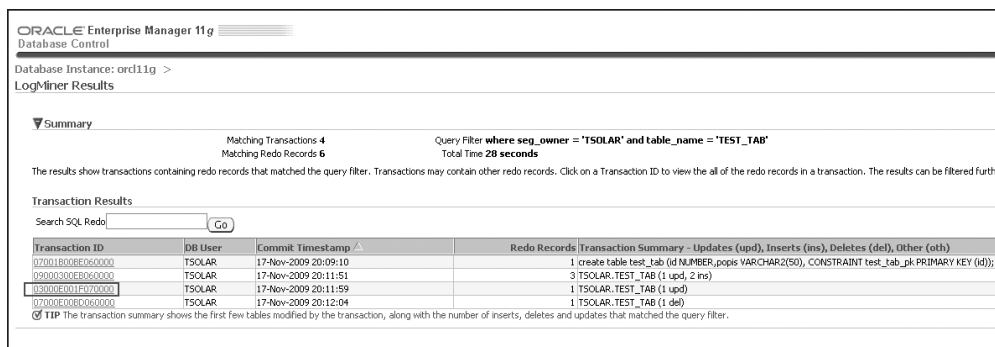 ORACLE Enterprise Manager 11g
Database Control
Database Instance: orcl11g >
LogMiner Results
Summary
Matching Transactions 4 Query Filter where seg_owner = 'TSOLAR' and table_name = 'TEST_TAB'
Matching Redo Records 6 Total Time 28 seconds
The results show transactions containing redo records that matched the query filter. Transactions may contain other redo records. Click on a Transaction ID to view the all of the redo records in a transaction. The results can be filtered furth
Transaction Results
Search SQL Redo Go
Transaction ID DB User Commit Timestamp Redo Records Transaction Summary - Updates (upd), Inserts (ins), Deletes (del), Other (oth)
07001B00BE060000 TSOLAR 17-Nov-2009 20:09:10 1 create table test_tab (id NUMBER,popis VARCHAR2(50), CONSTRAINT test_tab_pk PRIMARY KEY (id));
09000300EB060000 TSOLAR 17-Nov-2009 20:11:51 3 TSOLAR.TEST_TAB (1 upd, 2 ins)
03000E001F070000 TSOLAR 17-Nov-2009 20:11:59 1 TSOLAR.TEST_TAB (1 upd)
07000E00BD060000 TSOLAR 17-Nov-2009 20:12:04 1 TSOLAR.TEST_TAB (1 del)
TIP The transaction summary shows the first few tables modified by the transaction, along with the number of inserts, deletes and updates that matched the query filter.